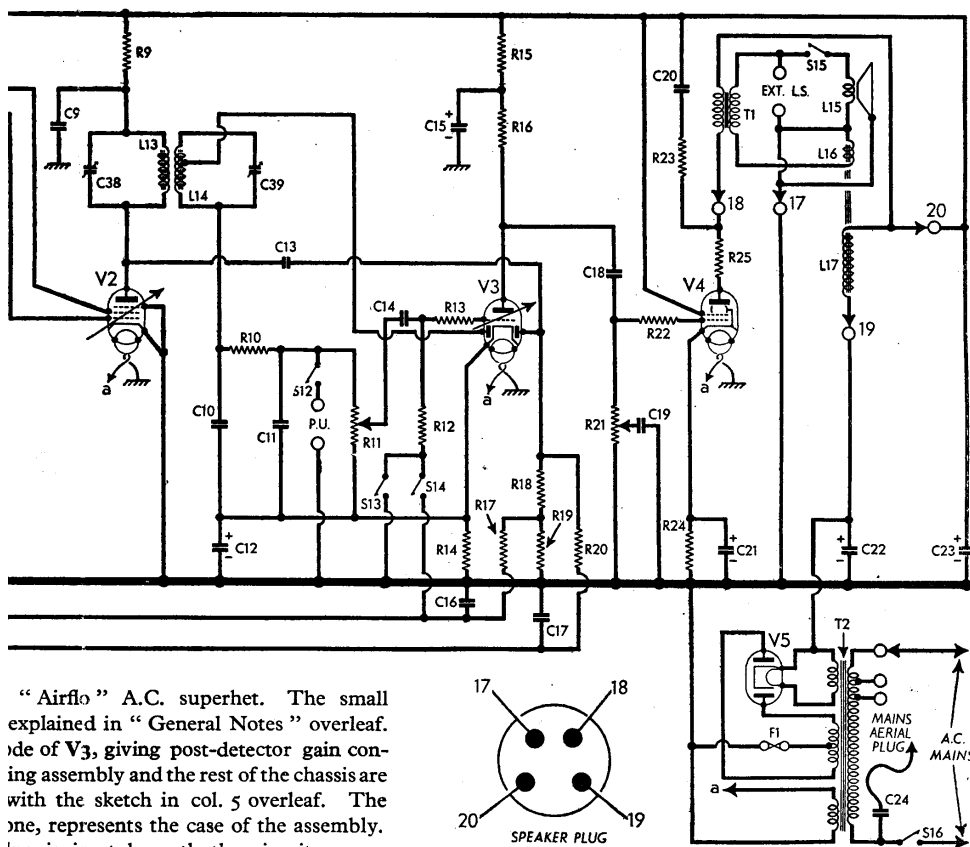 R9
R15
C20
S15
EXT. L.S.
T1
L15
C9
C15
+
–
R16
L16
L13
C38
C39
L14
R23
18
17
20
C13
R25
L17
V2
V3
C18
V4
C14
R13
R22
19
R10
a
a
a
S12
C10
C11
P.U.
R11
R12
R21
C19
S13
S14
R18
R17
R19
R24
+
–
C12
R14
R20
+
–
C21
+
–
C22
+
–
C23
C16
C17
V5
T2
17
18
20
19
SPEAKER PLUG
F1
MAINS
AERIAL
PLUG
A.C.
MAINS
a
C24
S16
“ Airflo ” A.C. superhet. The small
explained in “ General Notes ” overleaf.
ode of V3, giving post-detector gain con-
ing assembly and the rest of the chassis are
with the sketch in col. 5 overleaf. The
one, represents the case of the assembly.